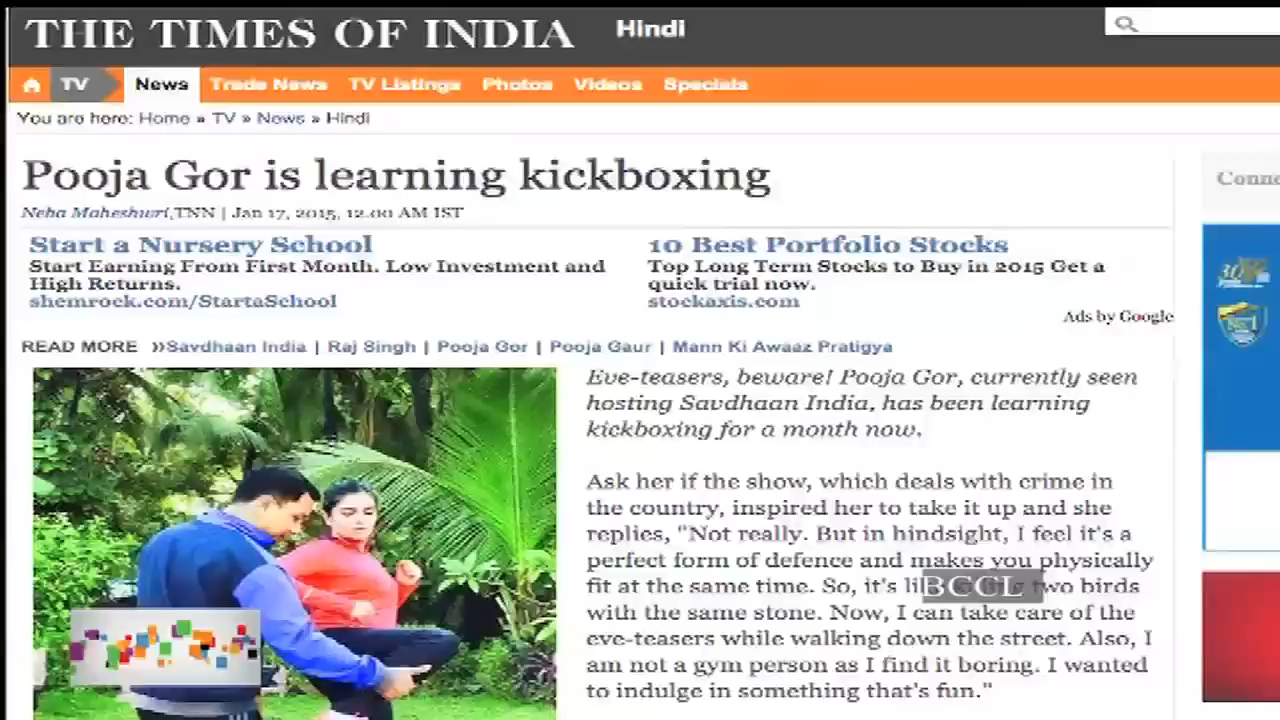 THE TIMES OF INDIA
Hindi
TV News Trade News TV Listings Photos Videos Specials
You are here: Home » TV » News » Hindi
Pooja Gor is learning kickboxing
Neha Maheshwri,TNN | Jan 17, 2015, 12.00 AM IST
Start a Nursery School
Start Earning From First Month. Low Investment and
High Returns.
shemrock.com/StartaSchool
10 Best Portfolio Stocks
Top Long Term Stocks to Buy in 2015 Get a
quick trial now.
stockaxis.com
Ads by Google
READ MORE »Savdhaan India | Raj Singh | Pooja Gor | Pooja Gaur | Mann Ki Awaaz Pratigya
Eve-teasers, beware! Pooja Gor, currently seen
hosting Savdhaan India, has been learning
kickboxing for a month now.
Ask her if the show, which deals with crime in
the country, inspired her to take it up and she
replies, "Not really. But in hindsight, I feel it's a
perfect form of defence and makes you physically
fit at the same time. So, it's two birds
BCCL
with the same stone. Now, I can take care of the
eve-teasers while walking down the street. Also, I
am not a gym person as I find it boring. I wanted
to indulge in something that's fun."
Conne
30
No.1